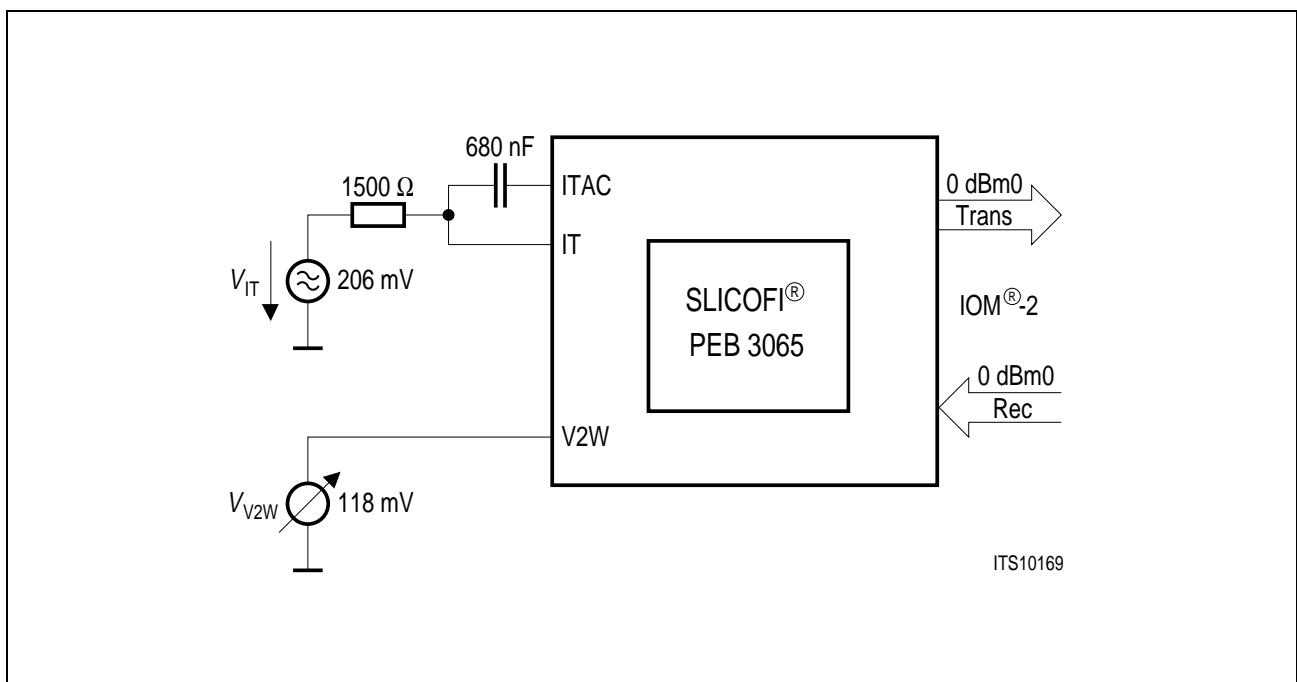 680 nF
1500 Ω
ITAC
IT
V_IT
206 mV
SLICOFI®
PEB 3065
0 dBm0
Trans
IOM®-2
0 dBm0
Rec
V2W
V_V2W
118 mV
ITS10169